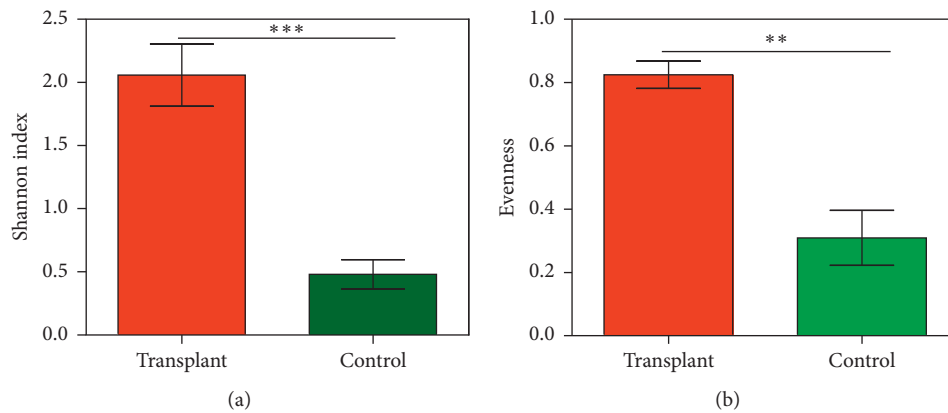 2.5
2.0
1.5
1.0
0.5
0.0
Shannon index
***
Transplant Control
(a)
1.0
0.8
0.6
0.4
0.2
0.0
Evenness
**
Transplant Control
(b)